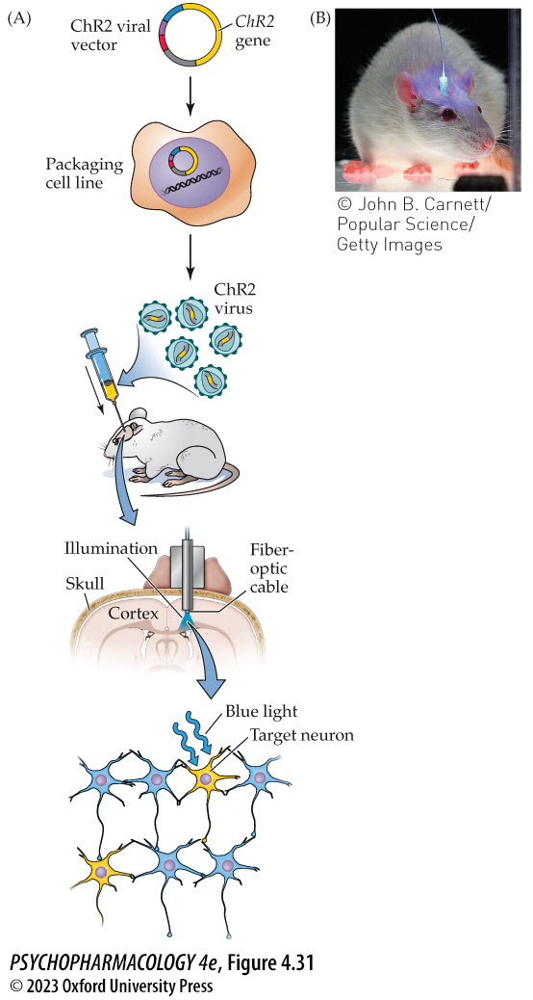 (A)
ChR2 viral
vector
ChR2
gene
Packaging
cell line
ChR2
virus
Illumination
Fiber-
optic
cable
Skull
Cortex
Blue light
Target neuron
(B)
© John B. Carnett/
Popular Science/
Getty Images
PSYCHOPHARMACOLOGY 4e, Figure 4.31
© 2023 Oxford University Press